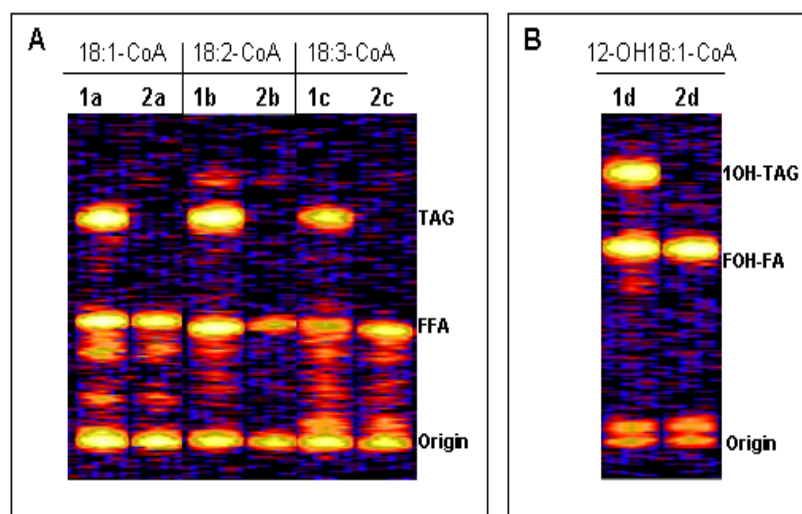 A
18:1-CoA 18:2-CoA 18:3-CoA
1a 2a 1b 2b 1c 2c
TAG
FFA
Origin
B
12-OH18:1-CoA
1d 2d
1OH-TAG
FOH-FA
Origin